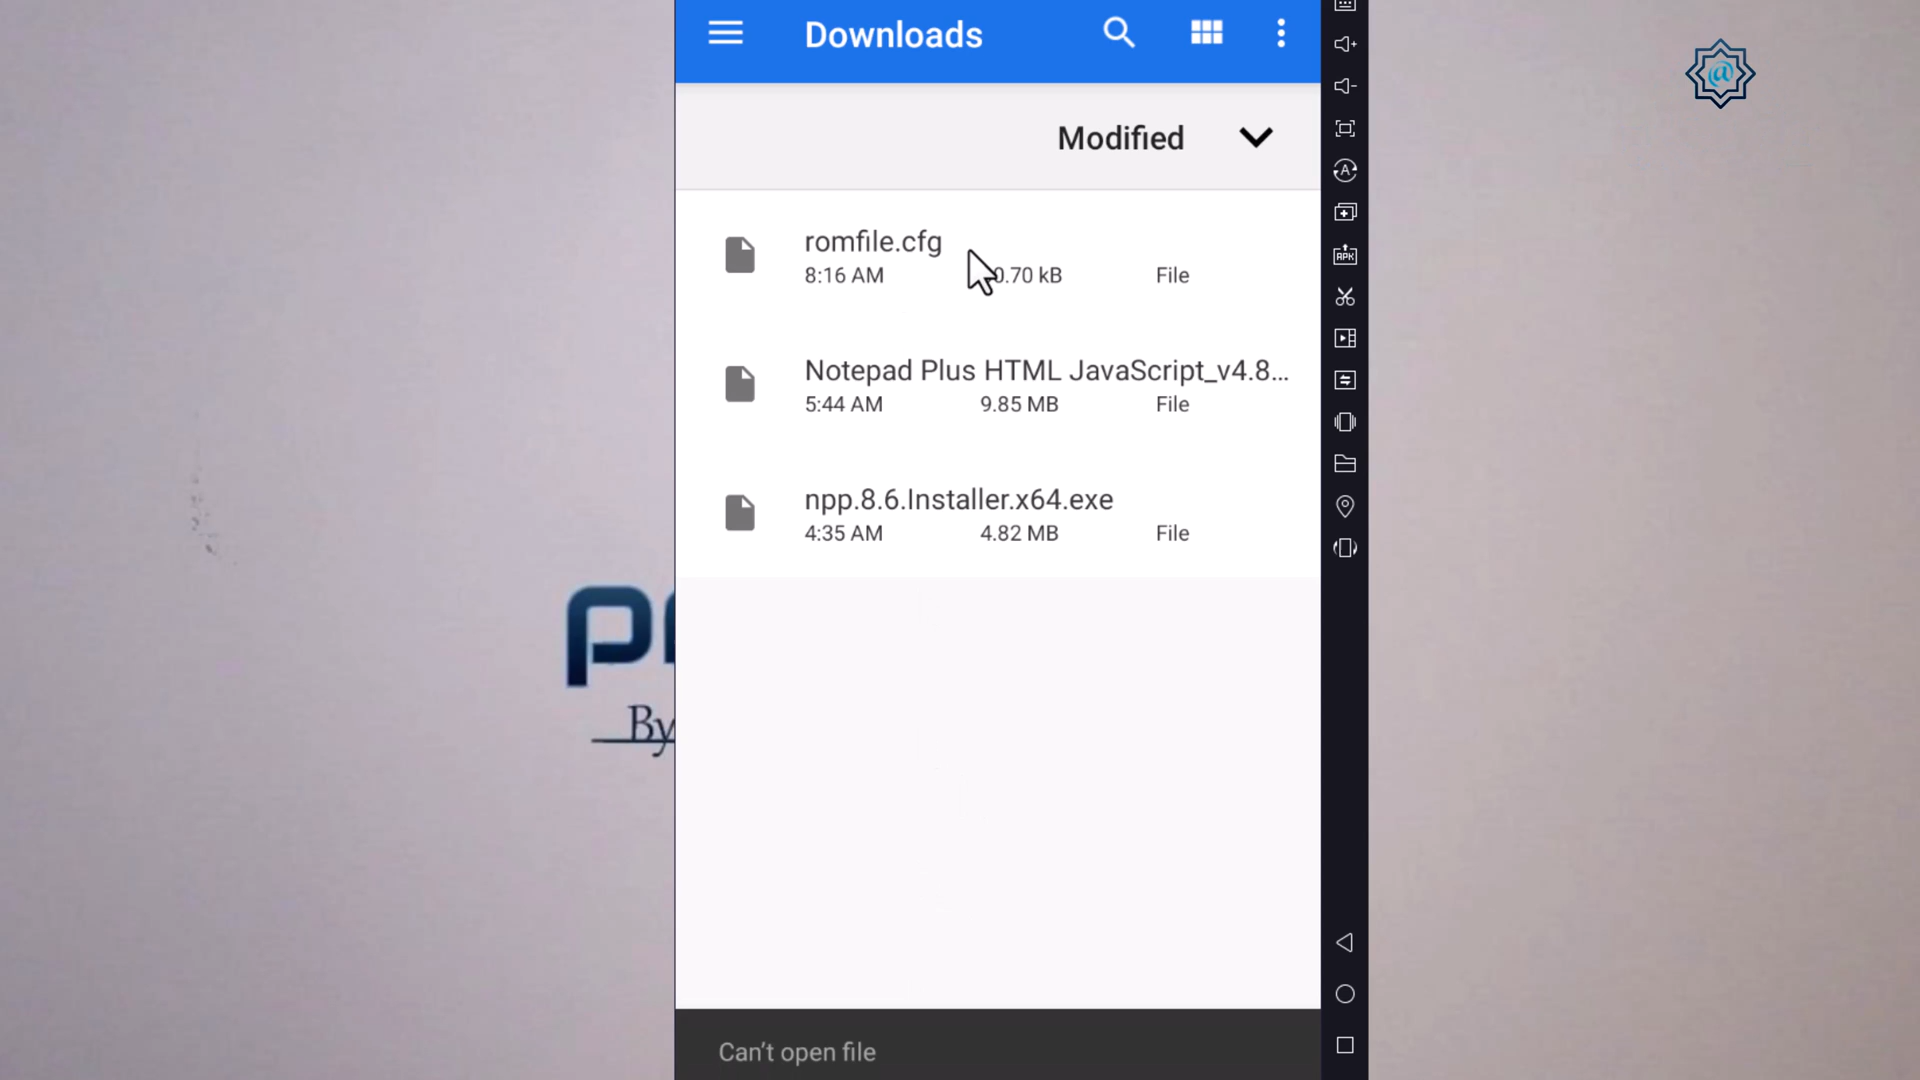 Downloads
Modified
romfile.cfg
8:16 AM 0.70 kB File
Notepad Plus HTML JavaScript_v4.8...
5:44 AM 9.85 MB File
npp.8.6.Installer.x64.exe
4:35 AM 4.82 MB File
By
Can't open file